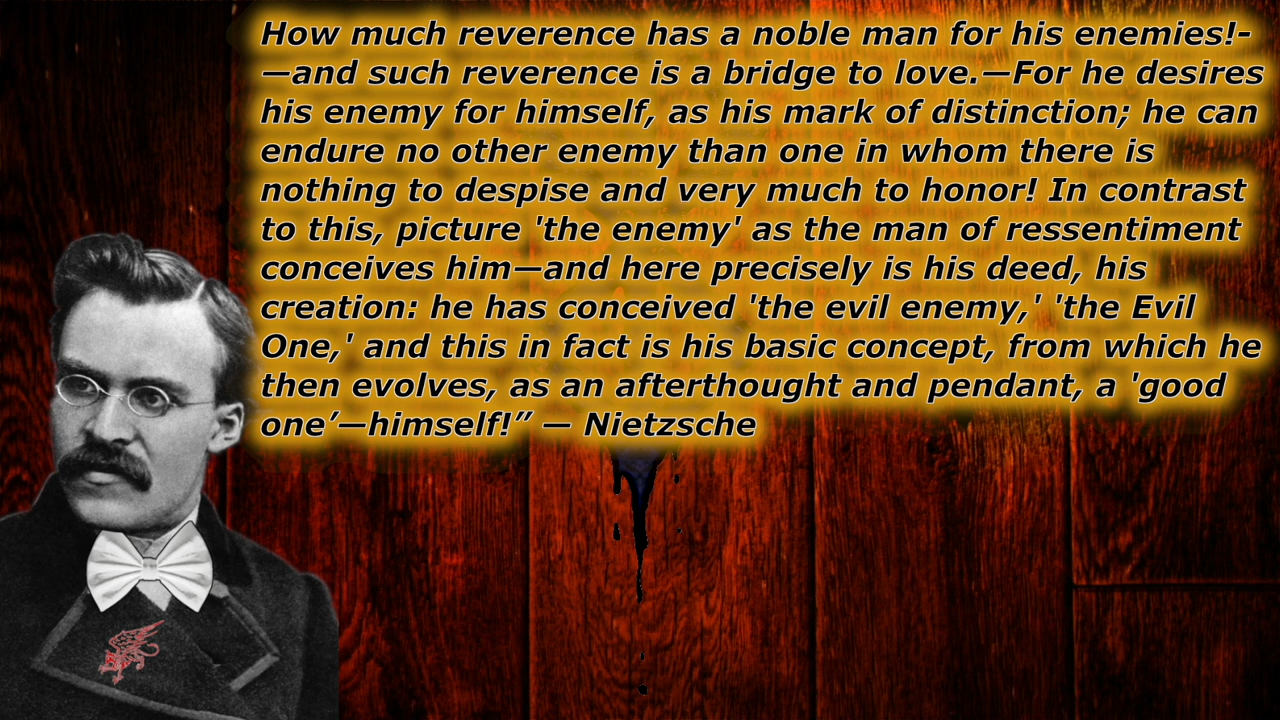 How much reverence has a noble man for his enemies!-
—and such reverence is a bridge to love.—For he desires
his enemy for himself, as his mark of distinction; he can
endure no other enemy than one in whom there is
nothing to despise and very much to honor! In contrast
to this, picture 'the enemy' as the man of ressentiment
conceives him—and here precisely is his deed, his
creation: he has conceived 'the evil enemy,' 'the Evil
One,' and this in fact is his basic concept, from which he
then evolves, as an afterthought and pendant, a 'good
one’—himself!” — Nietzsche